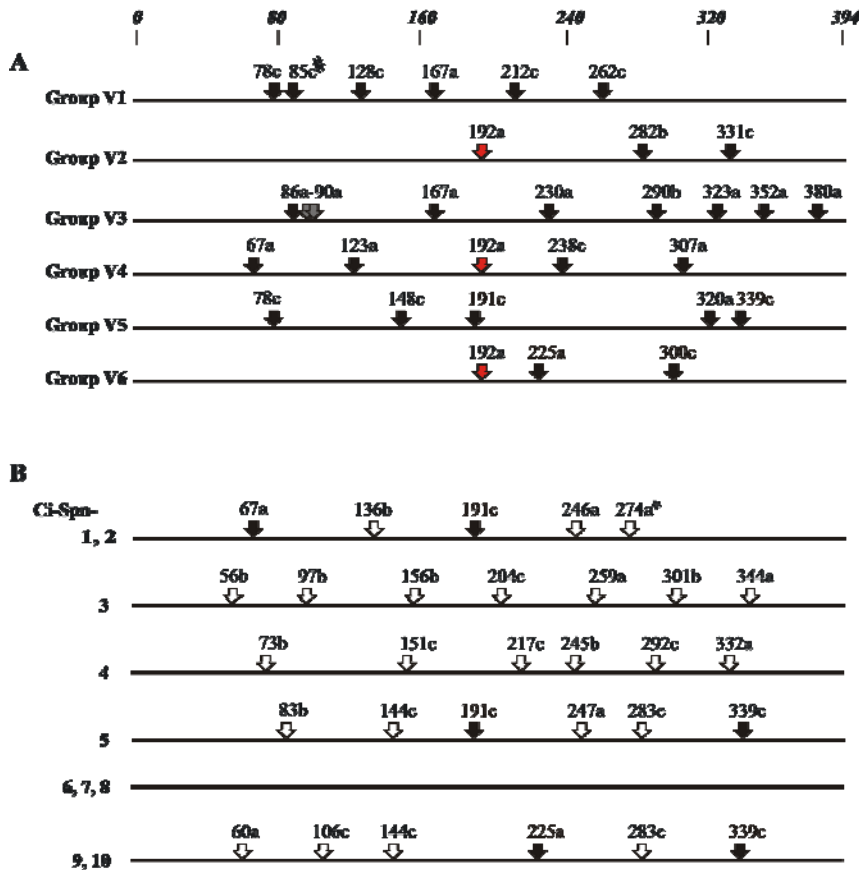 0 80 160 240 320 394
A
78c 85c* 128c 167a 212c 262c
Group V1
192a 282b 331c
Group V2
86a-90a 167a 230a 290b 323a 352a 380a
Group V3
67a 123a 192a 238c 307a
Group V4
78c 148c 191c 320a 339c
Group V5
192a 225a 300c
Group V6
B
Ci-Spn-
67a 136b 191c 246a 274a*
1, 2
56b 97b 156b 204c 259a 301b 344a
3
73b 151c 217c 245b 292c 332a
4
83b 144c 191c 247a 283c 339c
5
6, 7, 8
60a 106c 144c 225a 283c 339c
9, 10